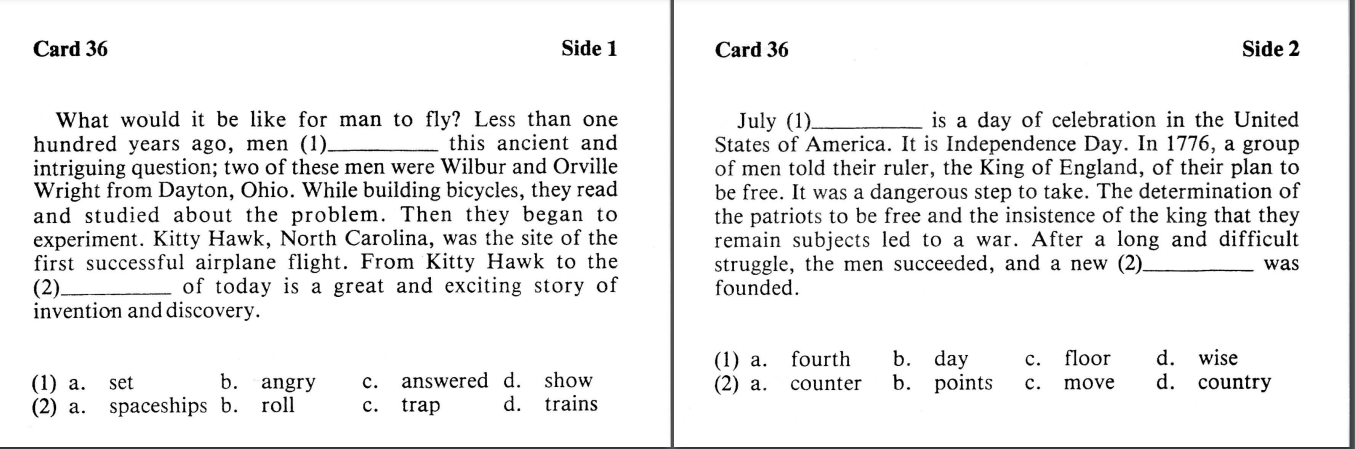 Card 36 Side 1
What would it be like for man to fly? Less than one
hundred years ago, men (1)__________ this ancient and
intriguing question; two of these men were Wilbur and Orville
Wright from Dayton, Ohio. While building bicycles, they read
and studied about the problem. Then they began to
experiment. Kitty Hawk, North Carolina, was the site of the
first successful airplane flight. From Kitty Hawk to the
(2)__________ of today is a great and exciting story of
invention and discovery.
(1) a. set b. angry c. answered d. show
(2) a. spaceships b. roll c. trap d. trains
Card 36 Side 2
July (1)__________ is a day of celebration in the United
States of America. It is Independence Day. In 1776, a group
of men told their ruler, the King of England, of their plan to
be free. It was a dangerous step to take. The determination of
the patriots to be free and the insistence of the king that they
remain subjects led to a war. After a long and difficult
struggle, the men succeeded, and a new (2)__________ was
founded.
(1) a. fourth b. day c. floor d. wise
(2) a. counter b. points c. move d. country